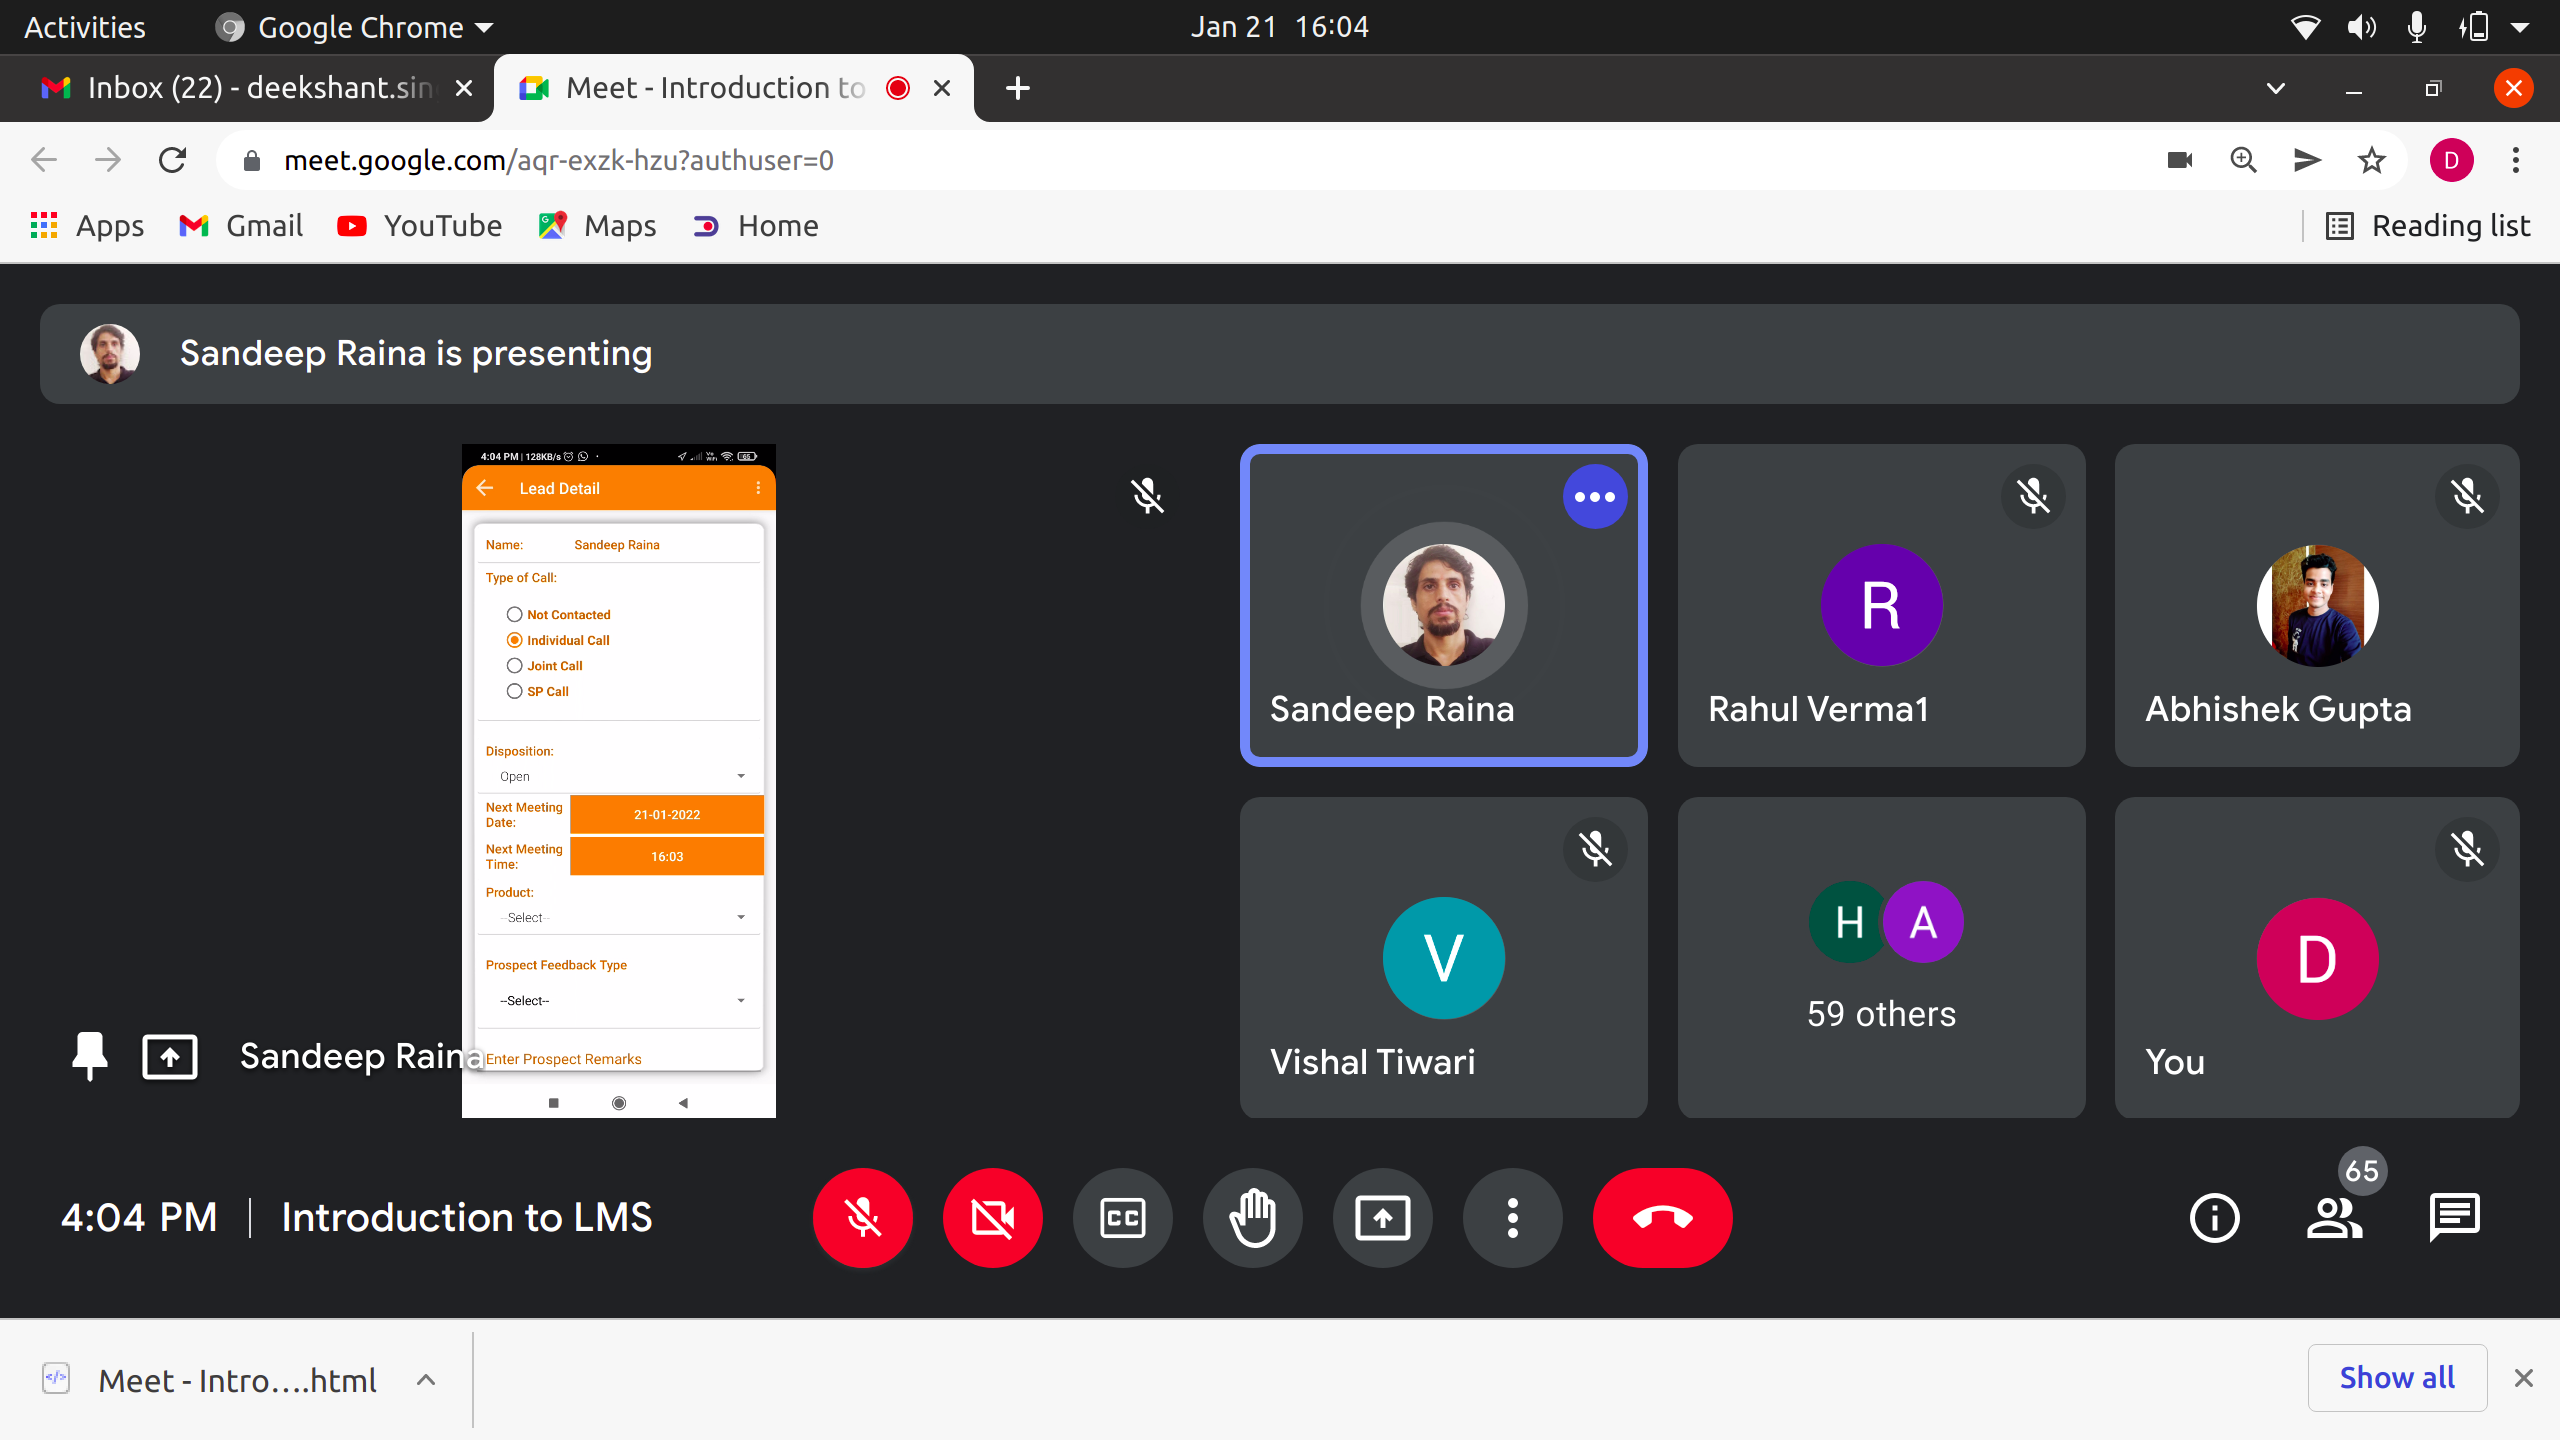 Activities
Google Chrome
Jan 21 16:04
Inbox (22) - deekshant.sin
Meet - Introduction to
meet.google.com/aqr-exzk-hzu?authuser=0
D
Apps
Gmail
YouTube
Maps
Home
Reading list
Sandeep Raina is presenting
4:04 PM | 128KB/s
65
Lead Detail
Name: Sandeep Raina
Type of Call:
Not Contacted
Individual Call
Joint Call
SP Call
Disposition:
Open
Next Meeting Date: 21-01-2022
Next Meeting Time: 16:03
Product:
--Select--
Prospect Feedback Type
--Select--
Enter Prospect Remarks
Sandeep Raina
Sandeep Raina
R
Rahul Verma1
Abhishek Gupta
V
Vishal Tiwari
H A
59 others
D
You
4:04 PM | Introduction to LMS
CC
65
Meet - Intro....html
Show all